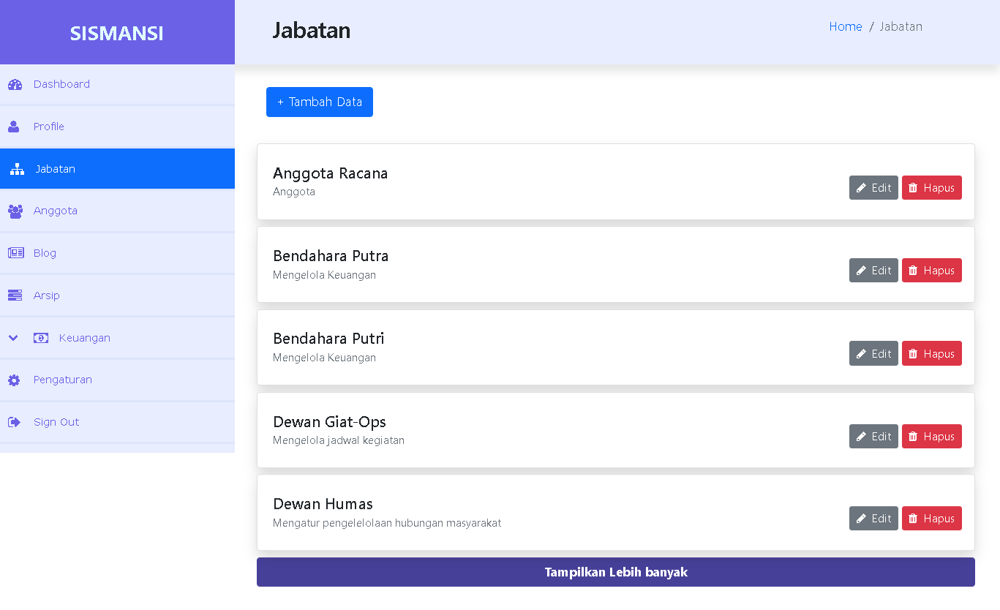 SISMANSI
Dashboard
Profile
Jabatan
Anggota
Blog
Arsip
Keuangan
Pengaturan
Sign Out
Jabatan
Home / Jabatan
+ Tambah Data
Anggota Racana
Anggota
Edit Hapus
Bendahara Putra
Mengelola Keuangan
Edit Hapus
Bendahara Putri
Mengelola Keuangan
Edit Hapus
Dewan Giat-Ops
Mengelola jadwal kegiatan
Edit Hapus
Dewan Humas
Mengatur pengelelolaan hubungan masyarakat
Edit Hapus
Tampilkan Lebih banyak